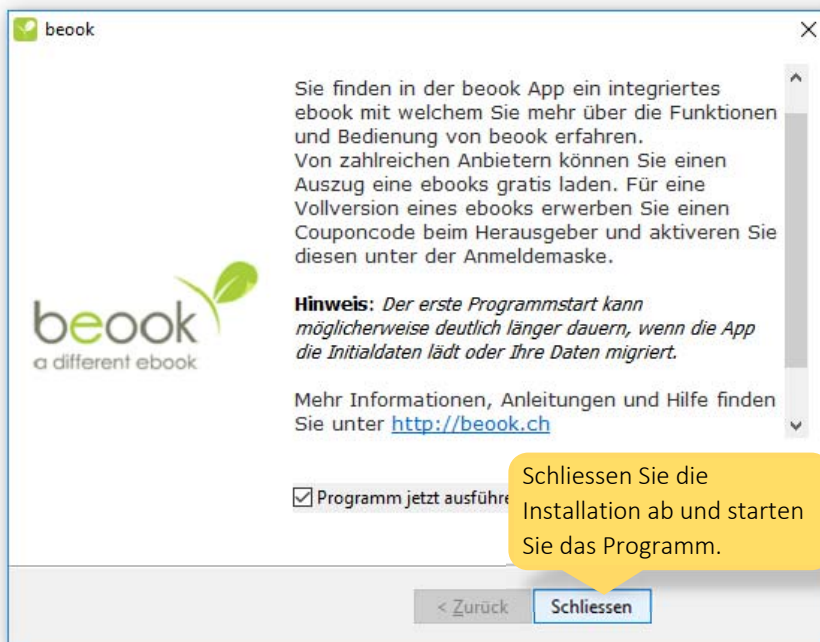 beook
Sie finden in der beook App ein integriertes
ebook mit welchem Sie mehr über die Funktionen
und Bedienung von beook erfahren.
Von zahlreichen Anbietern können Sie einen
Auszug eine ebooks gratis laden. Für eine
Vollversion eines ebooks erwerben Sie einen
Couponcode beim Herausgeber und aktiveren Sie
diesen unter der Anmeldemaske.
beook
a different ebook
Hinweis: Der erste Programmstart kann
möglicherweise deutlich länger dauern, wenn die App
die Initialdaten lädt oder Ihre Daten migriert.
Mehr Informationen, Anleitungen und Hilfe finden
Sie unter http://beook.ch
Programm jetzt ausführe
Schliessen Sie die
Installation ab und starten
Sie das Programm.
< Zurück
Schliessen